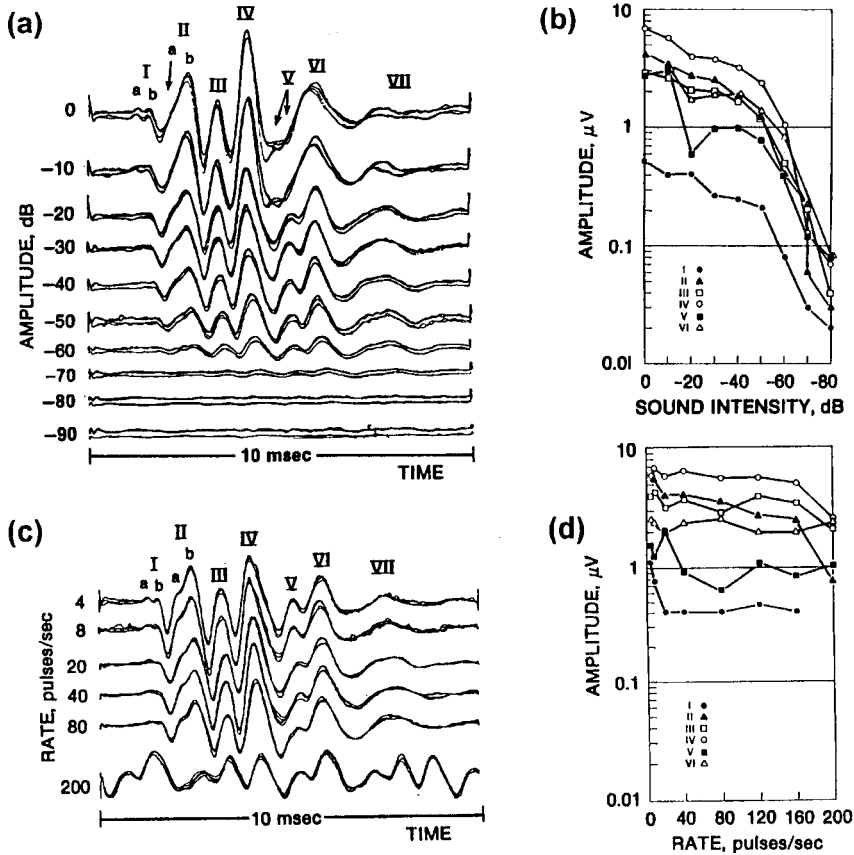 (a)
I
a b
a
II
b
III
IV
V
VI
VII
AMPLITUDE, dB
0
−10
−20
−30
−40
−50
−60
−70
−80
−90
10 msec
TIME
(b)
AMPLITUDE, µV
10
1
0.1
0.0I
I
II
III
IV
V
VI
0 -20 -40 -60 -80
SOUND INTENSITY, dB
(c)
I
a b
II
a b
III
IV
V
VI
VII
RATE, pulses/sec
4
8
20
40
80
200
10 msec
TIME
(d)
AMPLITUDE, µV
10
1
0.1
0.01
I
II
III
IV
V
VI
0 40 80 120 160 200
RATE, pulses/sec